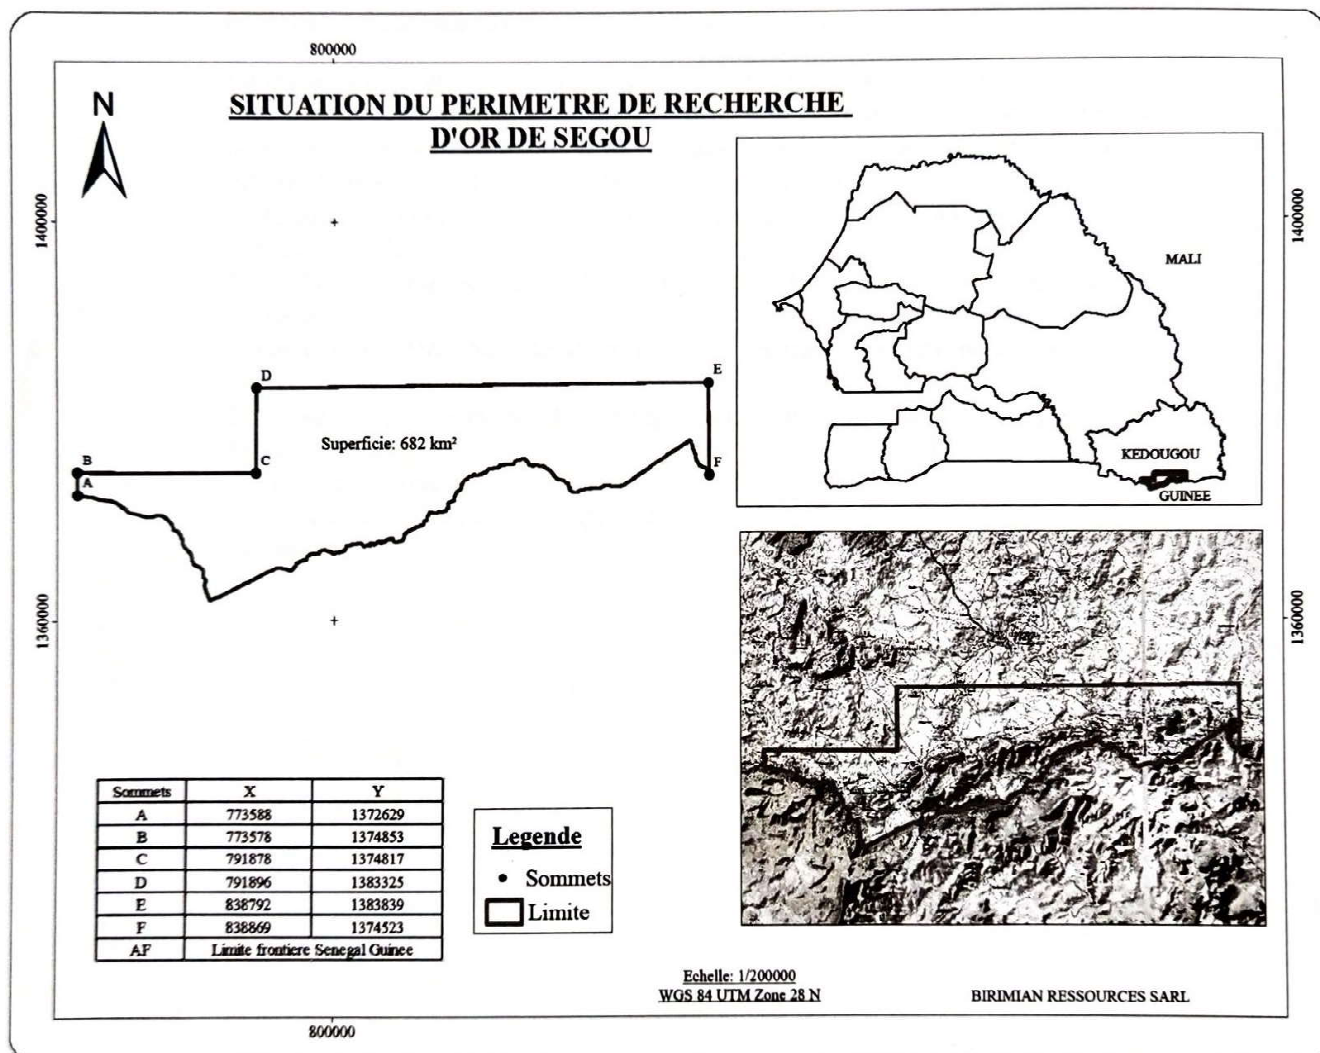 800000
N
SITUATION DU PERIMETRE DE RECHERCHE
D'OR DE SEGOU
1400000
1400000
MALI
D
E
Superficie: 682 km²
B
C
F
A
KEDOUGOU
GUINEE
1360000
1360000
Sommets X Y
A 773588 1372629
B 773578 1374853
C 791878 1374817
D 791896 1383325
E 838792 1383839
F 838869 1374523
AF Limite frontiere Senegal Guinee
Legende
Sommets
Limite
Echelle: 1/200000
WGS 84 UTM Zone 28 N
BIRIMIAN RESSOURCES SARL
800000